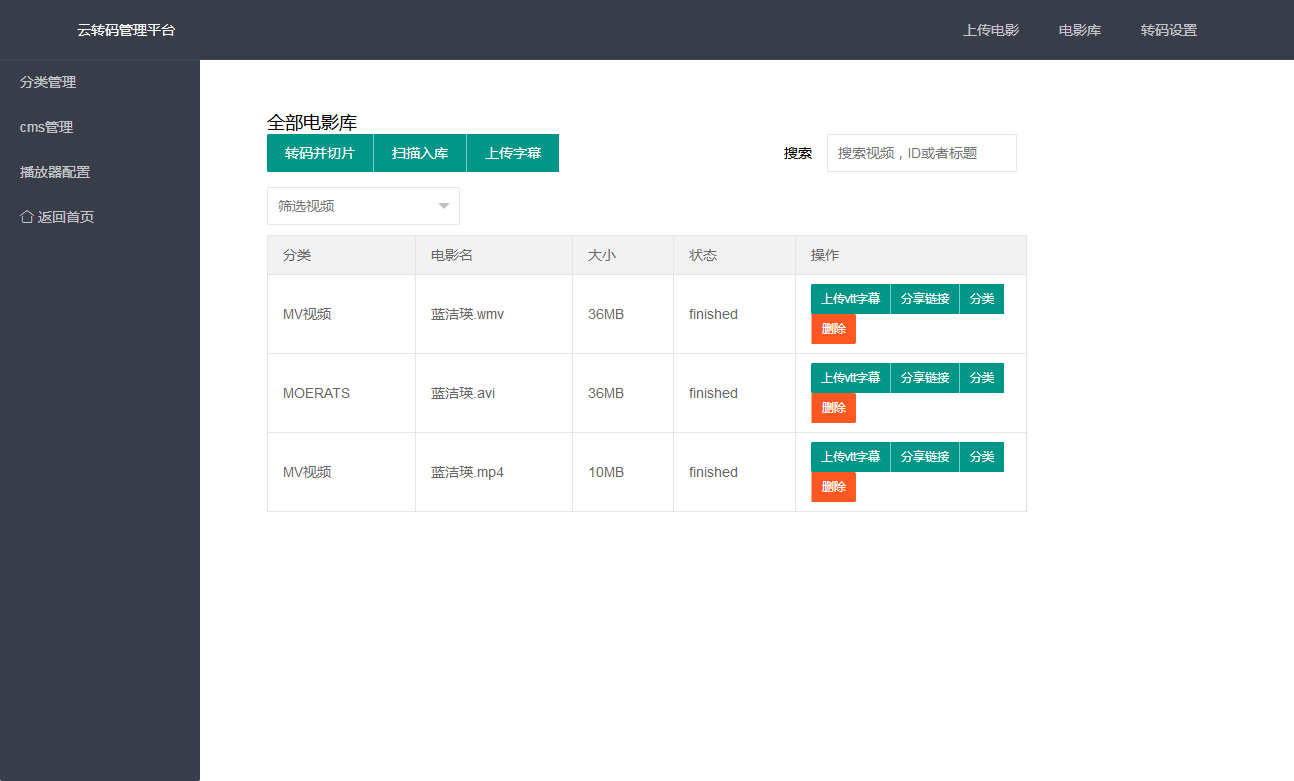 云转码管理平台
上传电影 电影库 转码设置
分类管理
cms管理
播放器配置
返回首页
全部电影库
转码并切片 扫描入库 上传字幕
搜索 搜索视频，ID或者标题
筛选视频
分类 电影名 大小 状态 操作
MV视频 蓝洁瑛.wmv 36MB finished 上传vtt字幕 分享链接 分类
删除
MOERATS 蓝洁瑛.avi 36MB finished 上传vtt字幕 分享链接 分类
删除
MV视频 蓝洁瑛.mp4 10MB finished 上传vtt字幕 分享链接 分类
删除